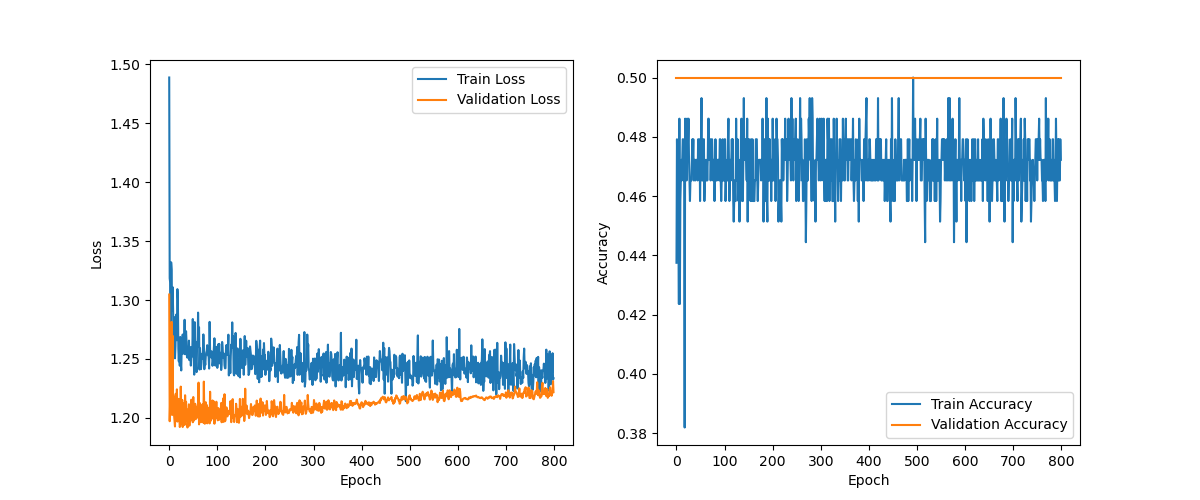 1.50
1.45
1.40
1.35
1.30
1.25
1.20
Loss
0 100 200 300 400 500 600 700 800
Epoch
Train Loss
Validation Loss
0.50
0.48
0.46
0.44
0.42
0.40
0.38
Accuracy
0 100 200 300 400 500 600 700 800
Epoch
Train Accuracy
Validation Accuracy